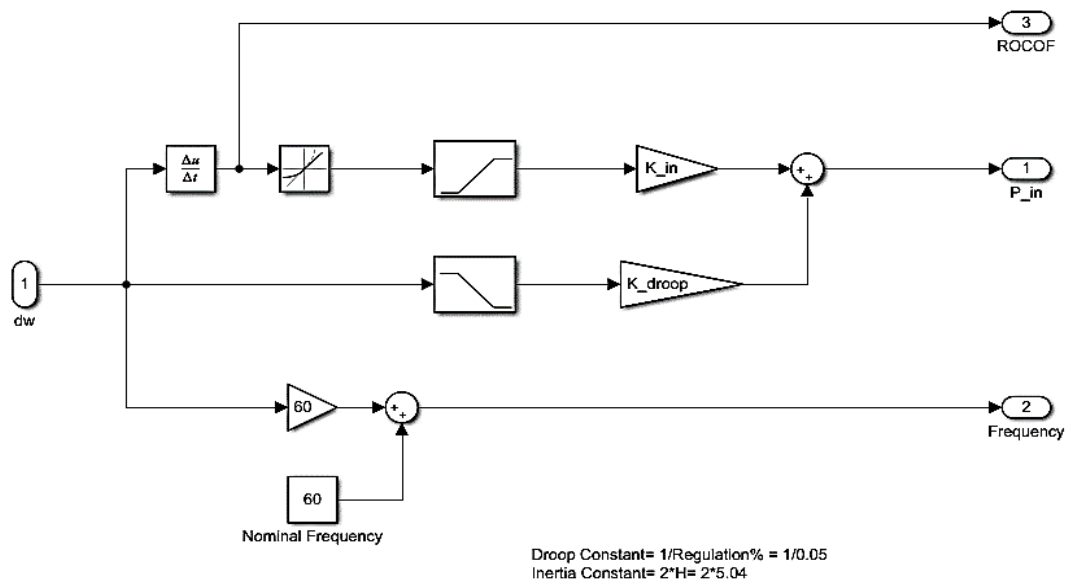 3
ROCOF
Δu
Δt
K_in
+
+
1
P_in
1
dw
K_droop
60
+
+
2
Frequency
60
Nominal Frequency
Droop Constant= 1/Regulation% = 1/0.05
Inertia Constant= 2*H= 2*5.04